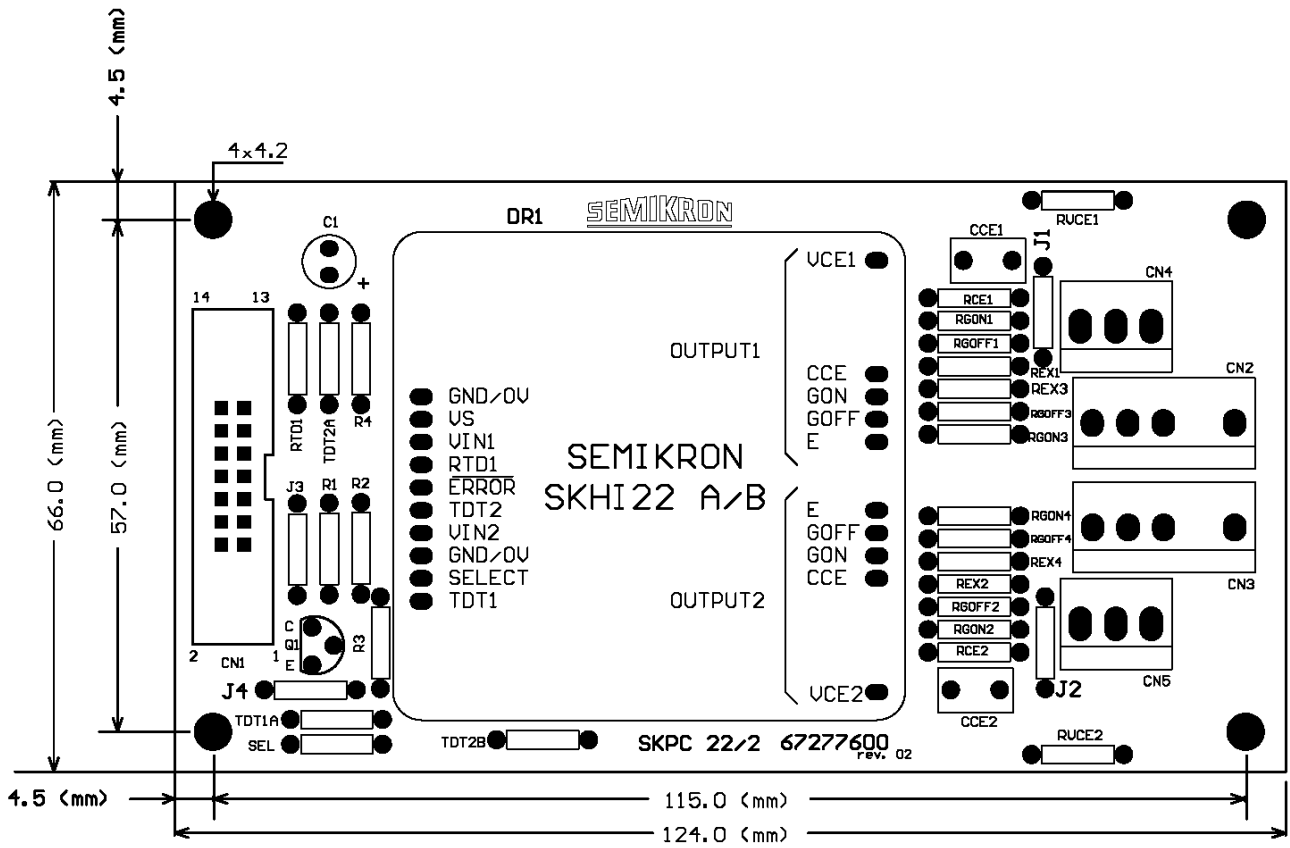 4.5 (mm)
4x4.2
66.0 (mm)
57.0 (mm)
DR1 SEMIKRON
RVCE1
C1
+
CCE1
J1
VCE1
CN4
14 13
RCE1
RGON1
RGOFF1
OUTPUT1
REX1
CN2
CCE
REX3
GON
RGOFF3
GOFF
RGON3
E
RTD1
TDT2A
R4
GND/0V
VS
VIN1
RTD1
ERROR
TDT2
VIN2
GND/0V
SELECT
TDT1
SEMIKRON
SKHI22 A/B
J3 R1 R2
E
GOFF
GON
CCE
RGON4
RGOFF4
REX4
REX2
RGOFF2
RGON2
RCE2
CN3
OUTPUT2
C
Q1
E
R3
2 1
CN1
J4
TDT1A
SEL
TDT2B
VCE2
J2
CN5
CCE2
SKPC 22/2 67277600
rev. 02
RVCE2
4.5 (mm)
115.0 (mm)
124.0 (mm)